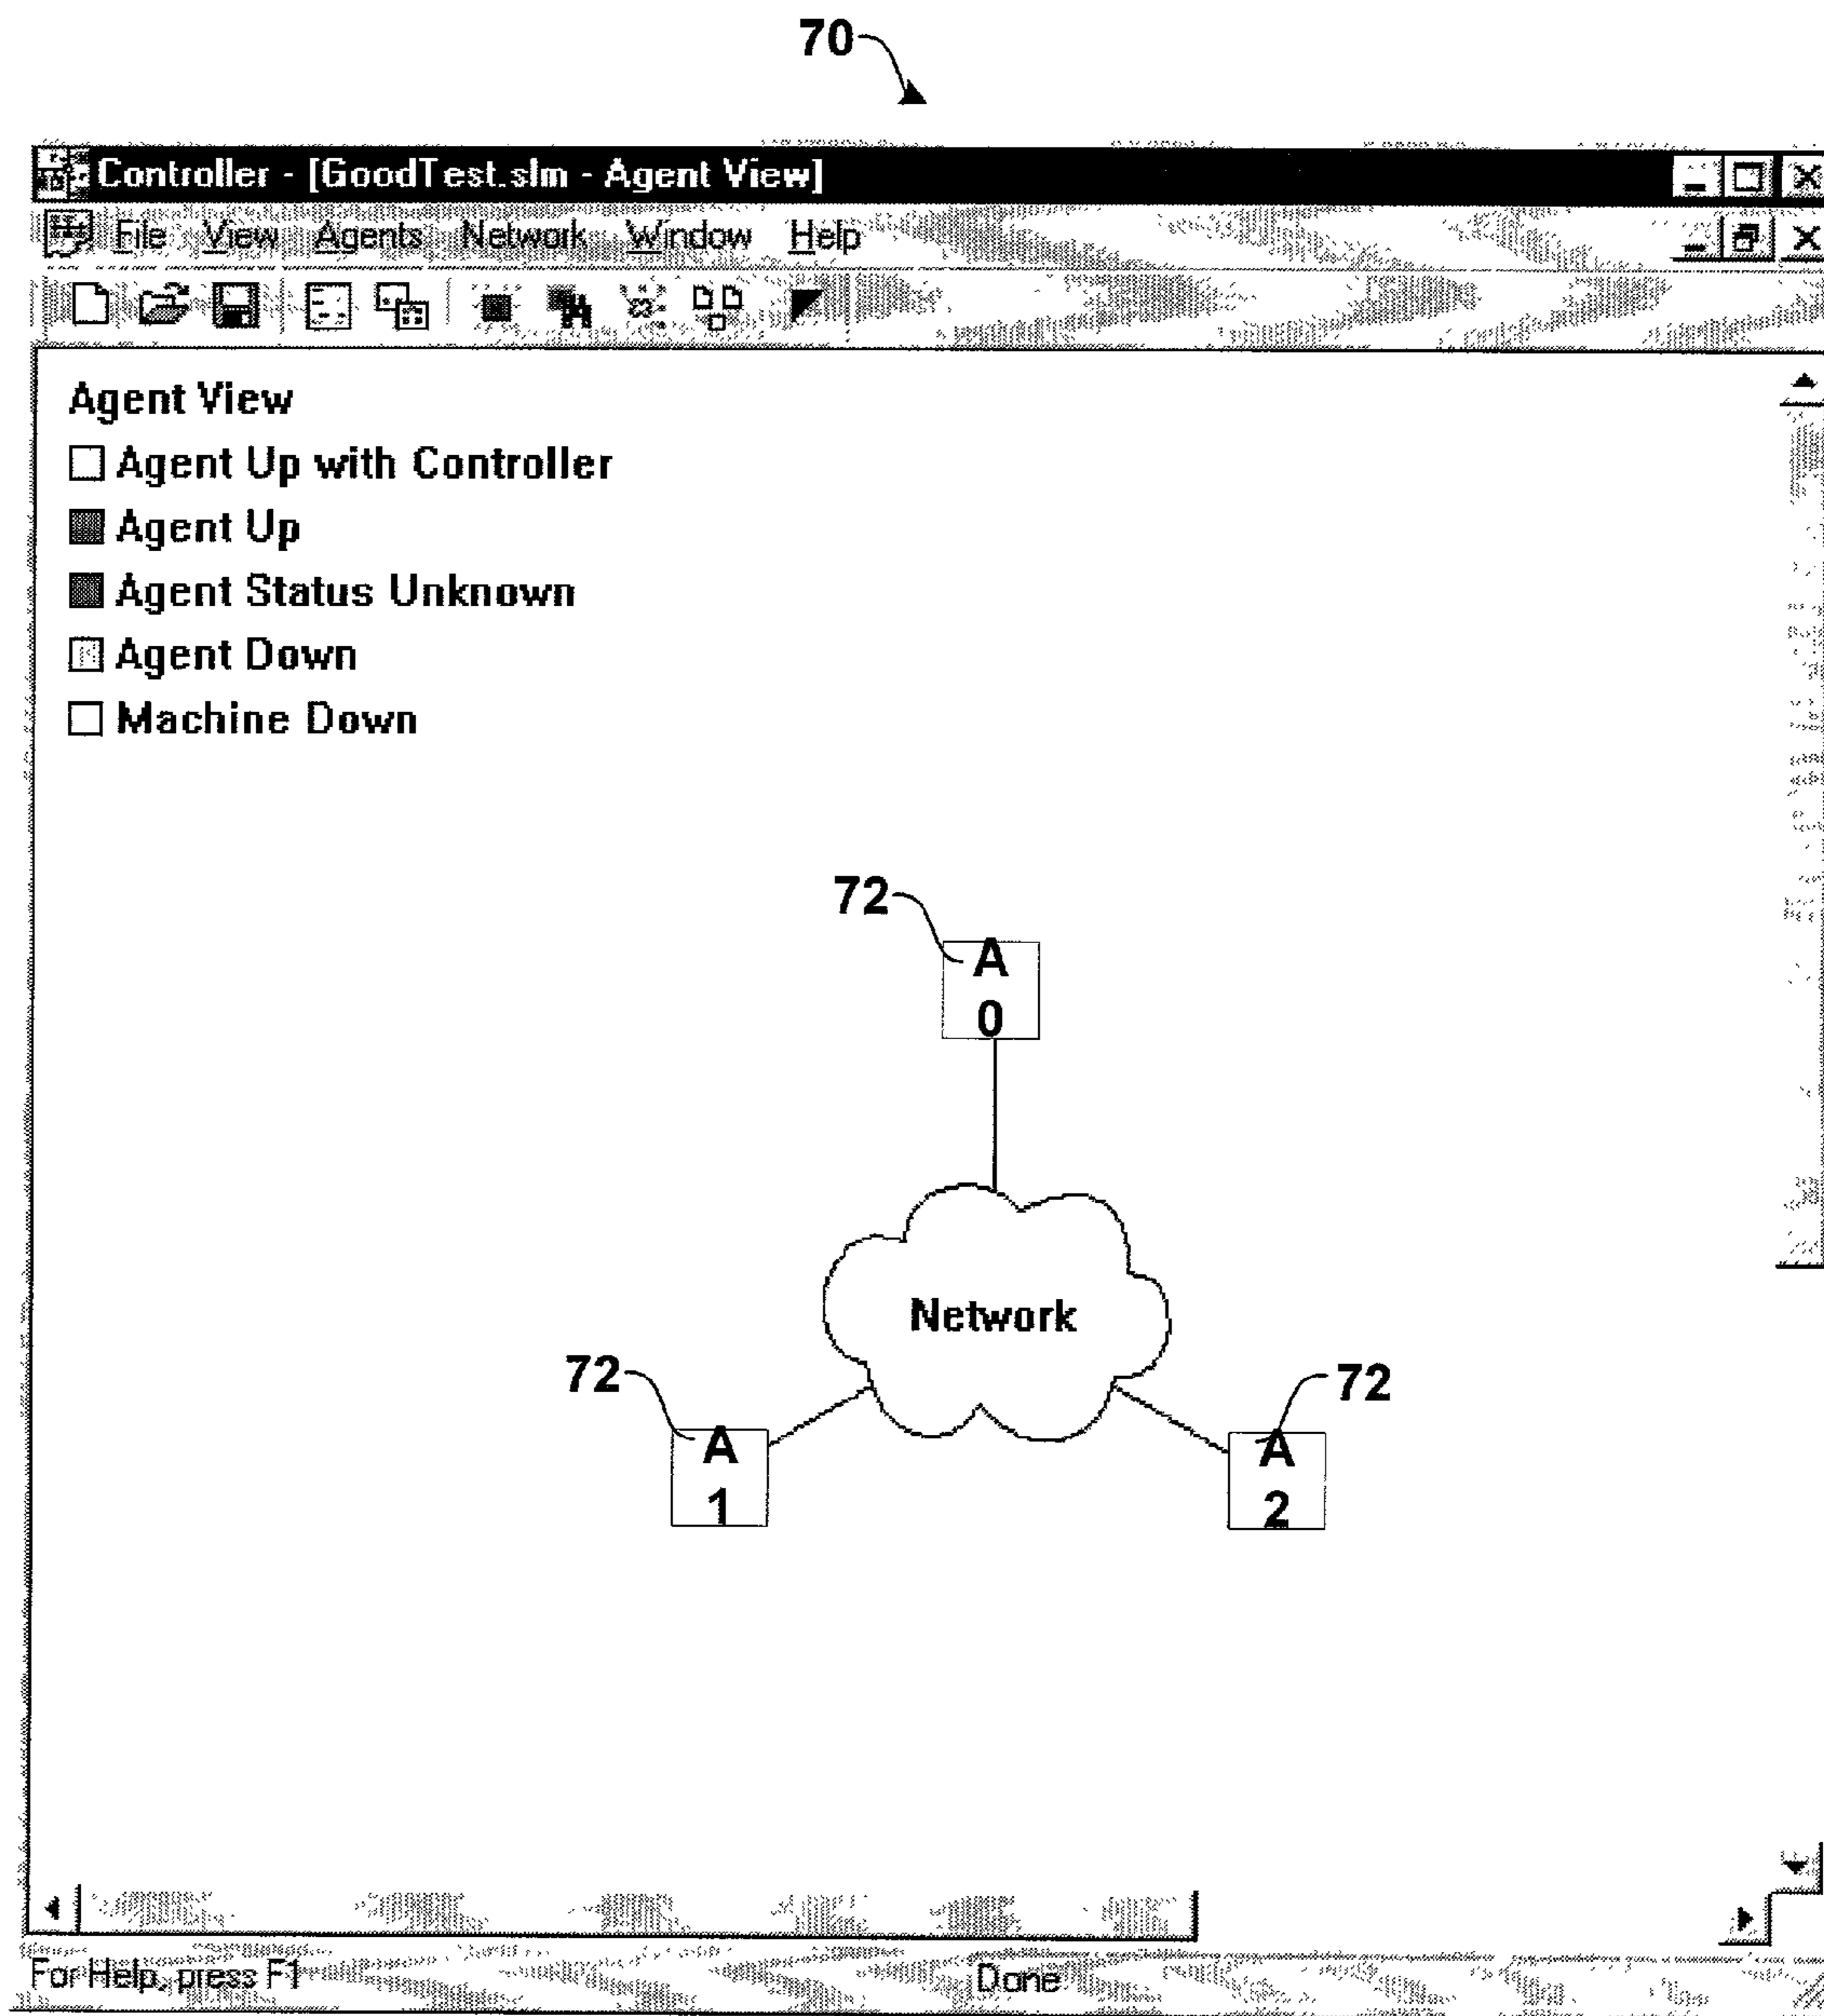 70
Controller - [GoodTest.slm - Agent View]
File View Agents Network Window Help
Agent View
Agent Up with Controller
Agent Up
Agent Status Unknown
Agent Down
Machine Down
72
A
0
Network
72
72
A
1
A
2
For Help, press F1
Done